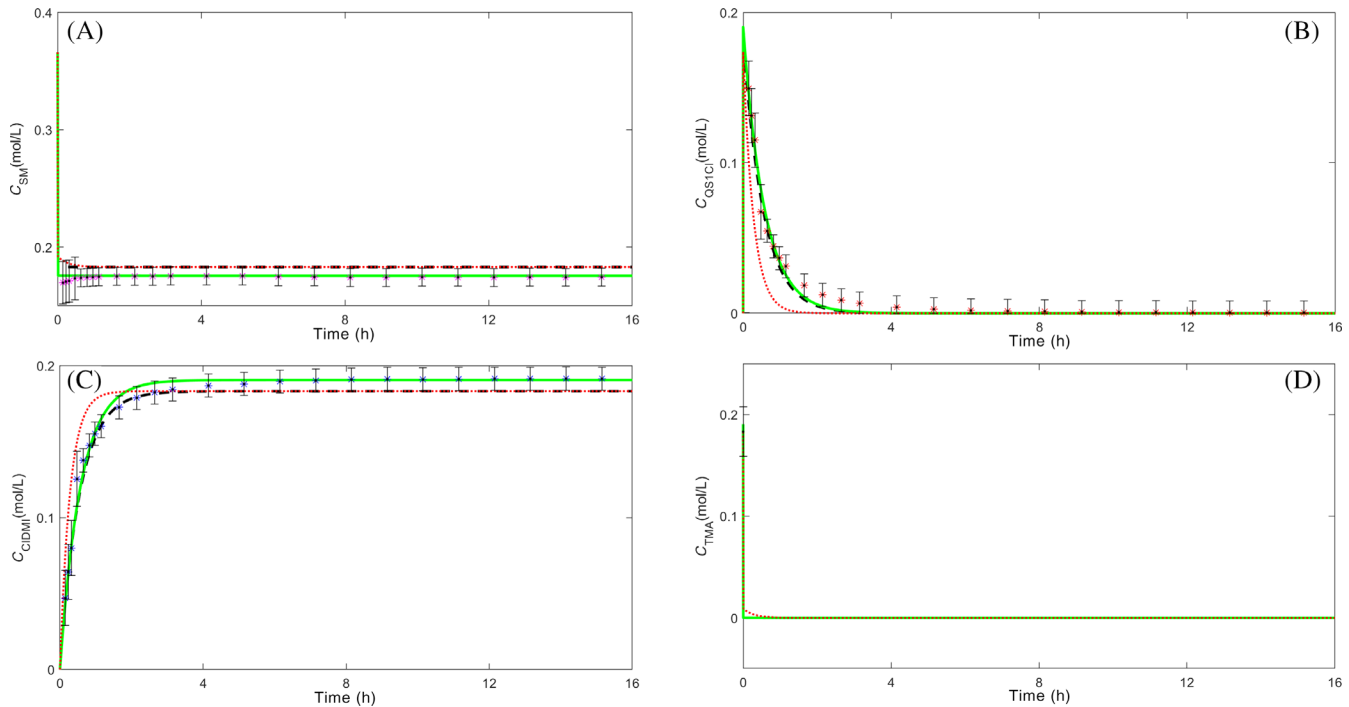 (A)
0.4
0.3
0.2
C_SM(mol/L)
0 4 8 12 16
Time (h)
(B)
0.2
0.1
0
C_QS1Cl(mol/L)
0 4 8 12 16
Time (h)
(C)
0.2
0.1
0
C_ClDMI(mol/L)
0 4 8 12 16
Time (h)
(D)
0.2
0.1
0
C_TMA(mol/L)
0 4 8 12 16
Time (h)